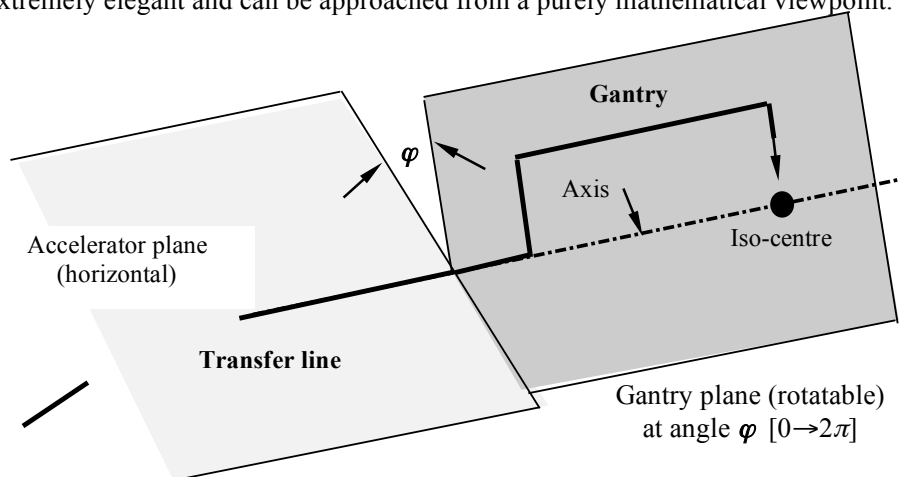 extremely elegant and can be approached from a purely mathematical viewpoint.
Gantry
φ
Axis
Accelerator plane
(horizontal)
Iso-centre
Transfer line
Gantry plane (rotatable)
at angle φ [0→2π]